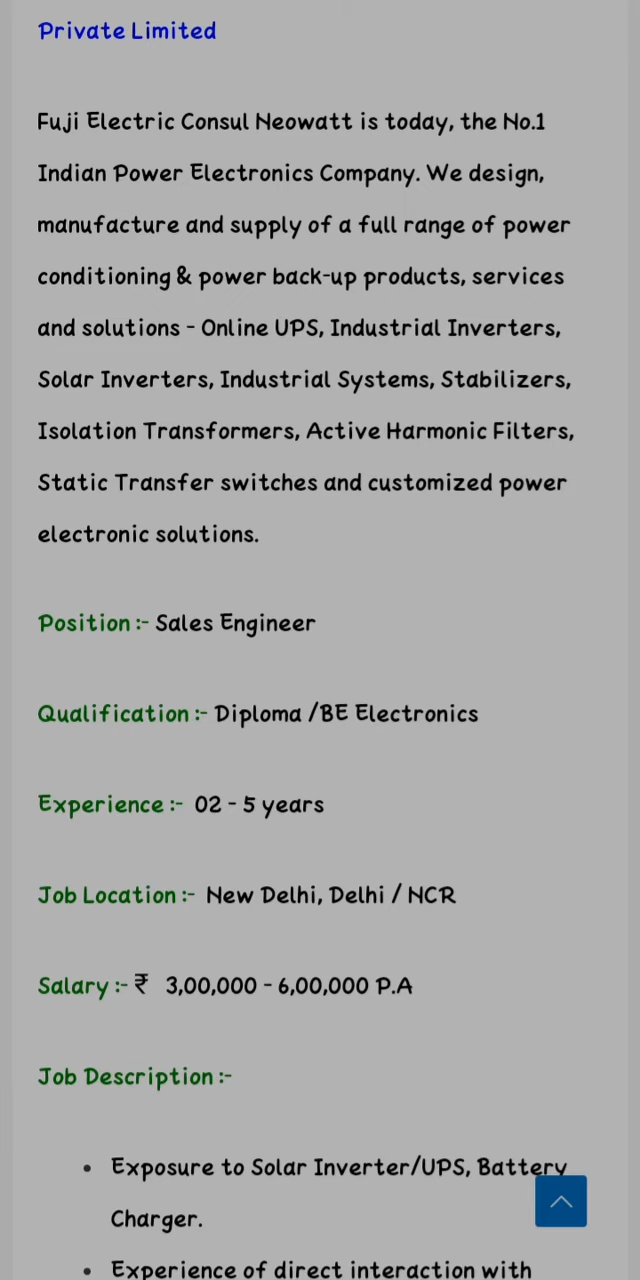 Private Limited
Fuji Electric Consul Neowatt is today, the No.1
Indian Power Electronics Company. We design,
manufacture and supply of a full range of power
conditioning & power back-up products, services
and solutions - Online UPS, Industrial Inverters,
Solar Inverters, Industrial Systems, Stabilizers,
Isolation Transformers, Active Harmonic Filters,
Static Transfer switches and customized power
electronic solutions.
Position :- Sales Engineer
Qualification :- Diploma /BE Electronics
Experience :- 02 - 5 years
Job Location :- New Delhi, Delhi / NCR
Salary :- ₹ 3,00,000 - 6,00,000 P.A
Job Description :-
• Exposure to Solar Inverter/UPS, Battery
Charger.
• Experience of direct interaction with